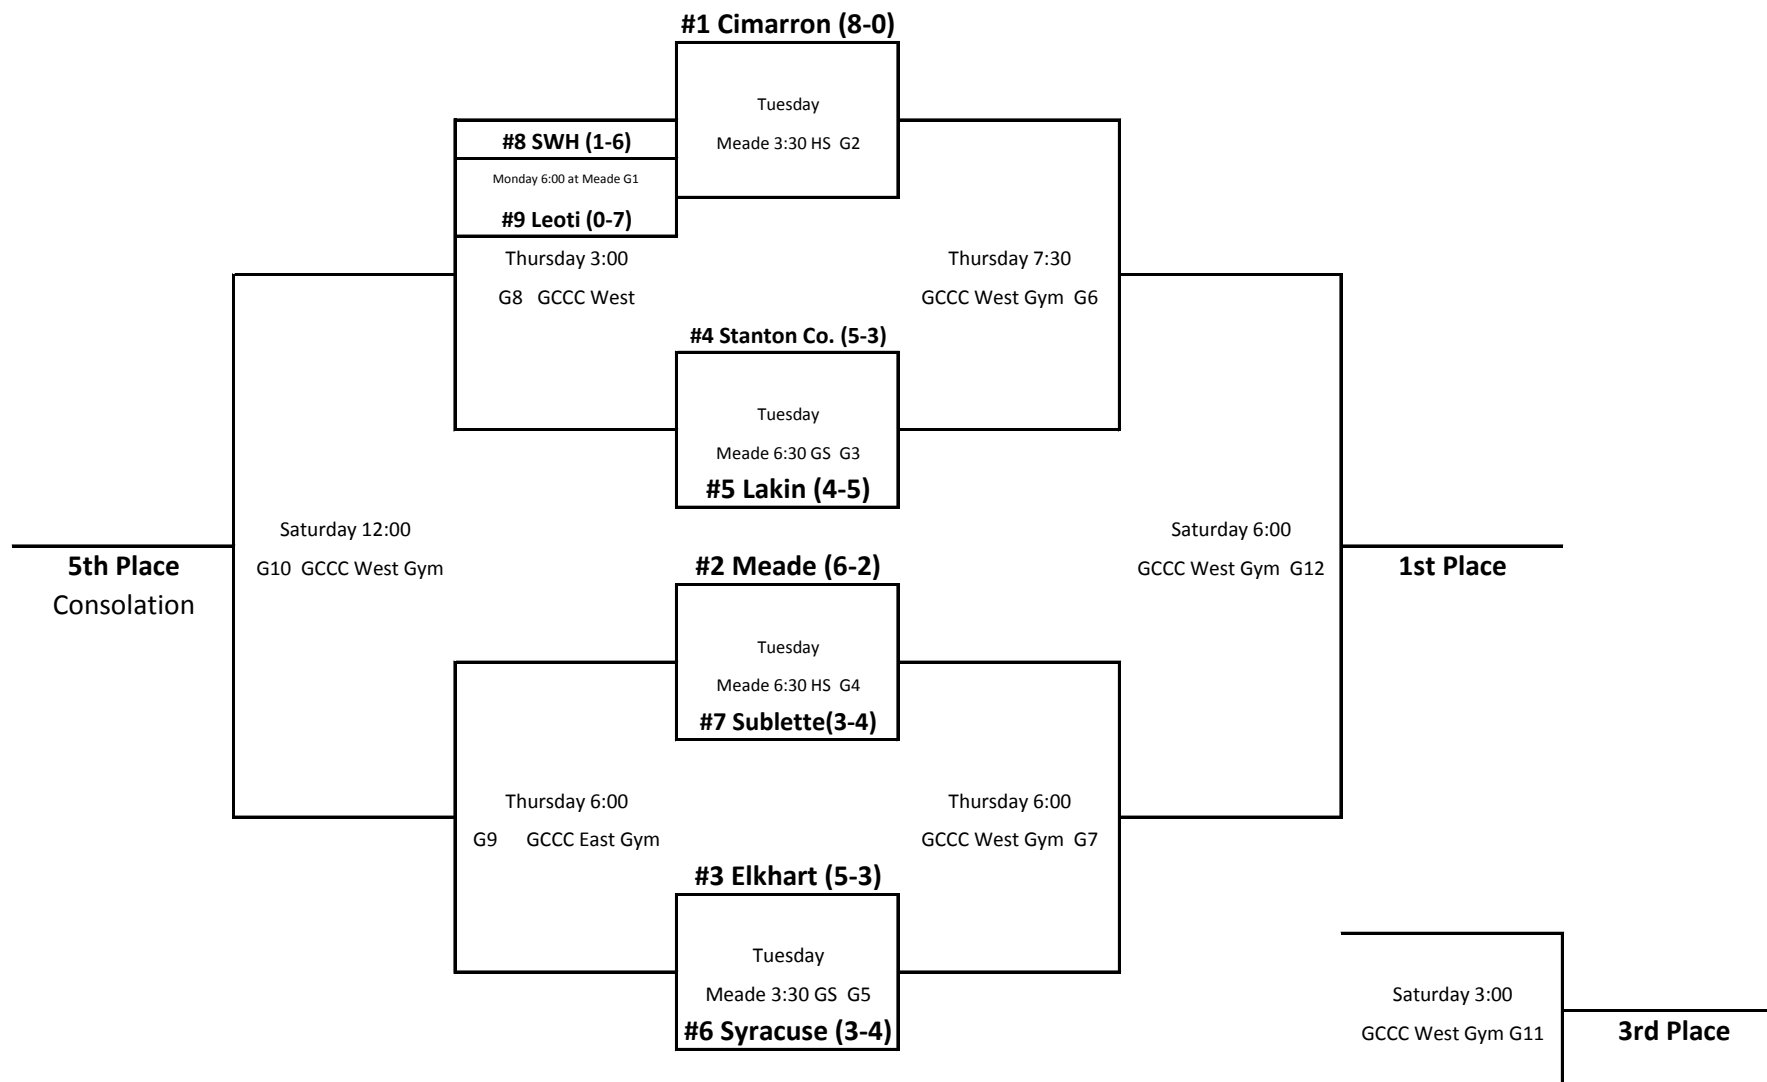 #1 Cimarron (8-0)
Tuesday
Meade 3:30 HS  G2
#8 SWH (1-6)
Monday 6:00 at Meade G1
#9 Leoti (0-7)
Thursday 3:00
G8   GCCC West
Thursday 7:30
GCCC West Gym  G6
#4 Stanton Co. (5-3)
Tuesday
Meade 6:30 GS  G3
#5 Lakin (4-5)
Saturday 12:00
G10  GCCC West Gym
5th Place
Consolation
Saturday 6:00
GCCC West Gym  G12
1st Place
#2 Meade (6-2)
Tuesday
Meade 6:30 HS  G4
#7 Sublette(3-4)
Thursday 6:00
G9     GCCC East Gym
Thursday 6:00
GCCC West Gym  G7
#3 Elkhart (5-3)
Tuesday
Meade 3:30 GS  G5
#6 Syracuse (3-4)
Saturday 3:00
GCCC West Gym G11
3rd Place